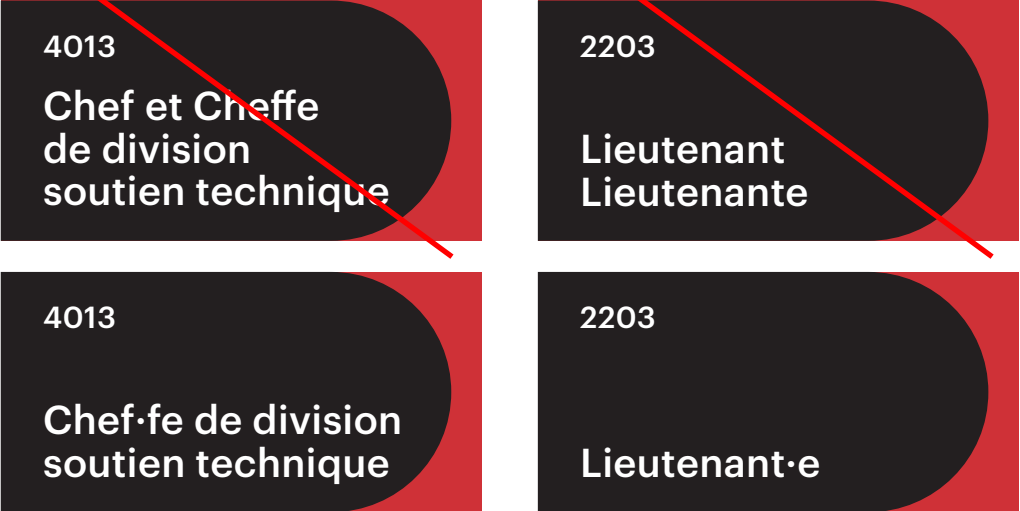 4013
Chef et Cheffe
de division
soutien technique
2203
Lieutenant
Lieutenante
4013
Chef·fe de division
soutien technique
2203
Lieutenant·e